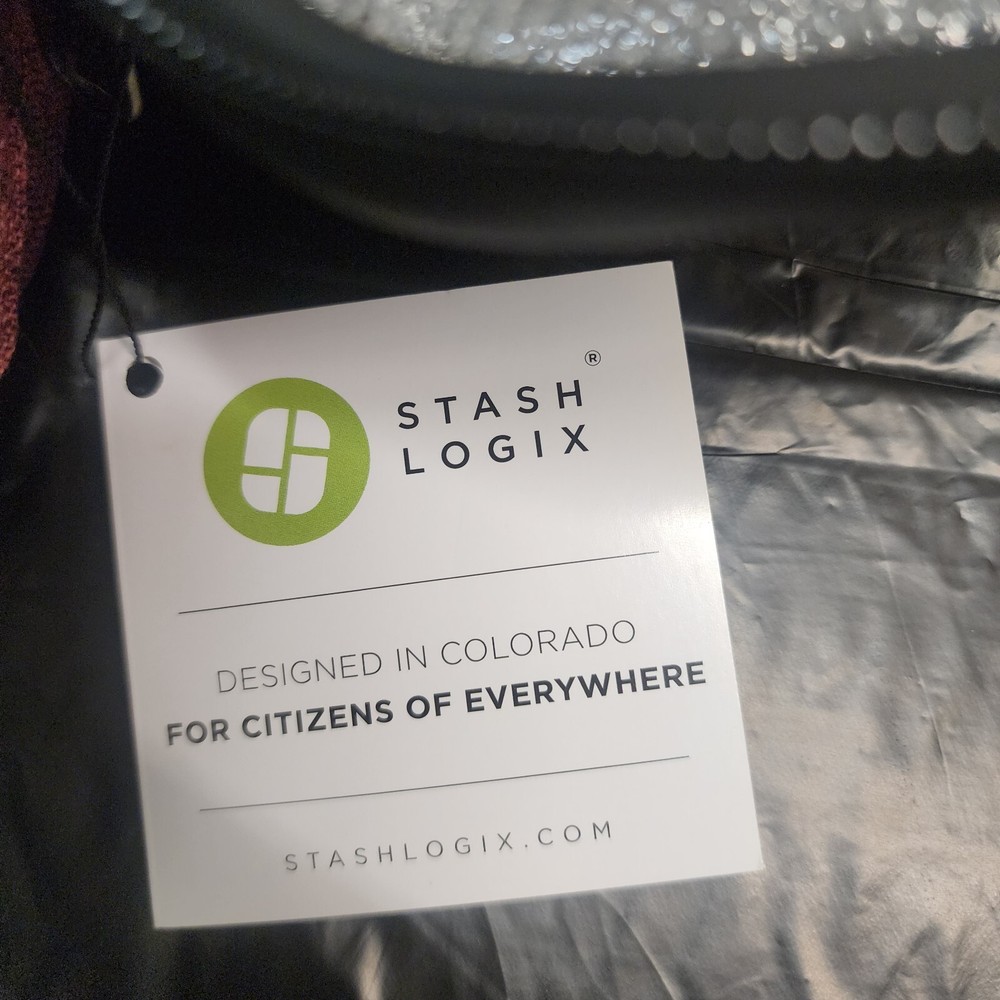 STASH ®
LOGIX
DESIGNED IN COLORADO
FOR CITIZENS OF EVERYWHERE
STASHLOGIX.COM